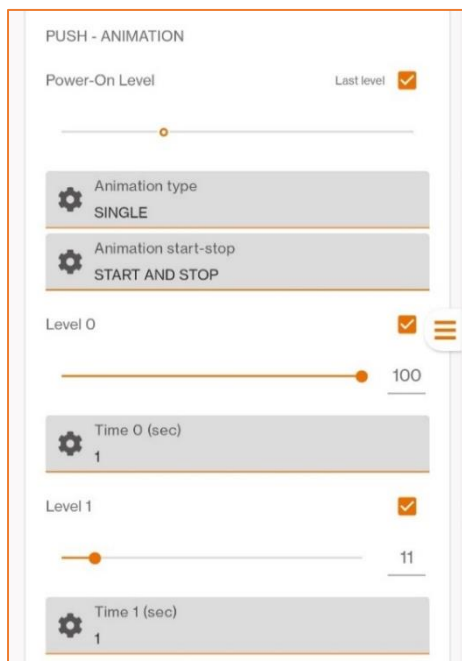 PUSH - ANIMATION
Power-On Level Last level
Animation type
SINGLE
Animation start-stop
START AND STOP
Level 0
100
Time 0 (sec)
1
Level 1
11
Time 1 (sec)
1